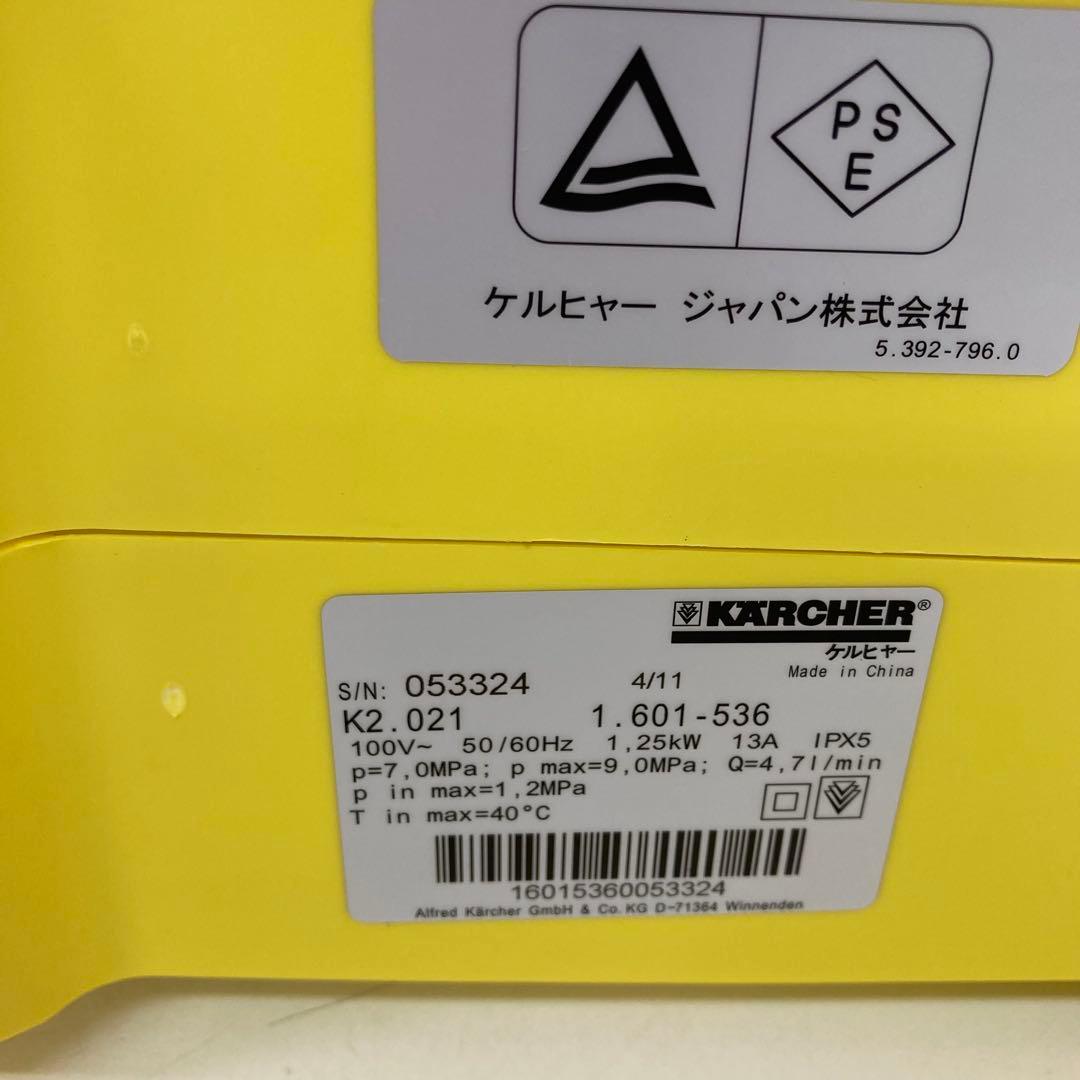 PS
E
ケルヒャー ジャパン株式会社
5.392-796.0
KÄRCHER®
ケルヒャー
Made in China
S/N: 053324 4/11
K2.021 1.601-536
100V~ 50/60Hz 1,25kW 13A IPX5
p=7,0MPa; p max=9,0MPa; Q=4,7l/min
p in max=1,2MPa
T in max=40°C
16015360053324
Alfred Kärcher GmbH & Co. KG D-71364 Winnenden